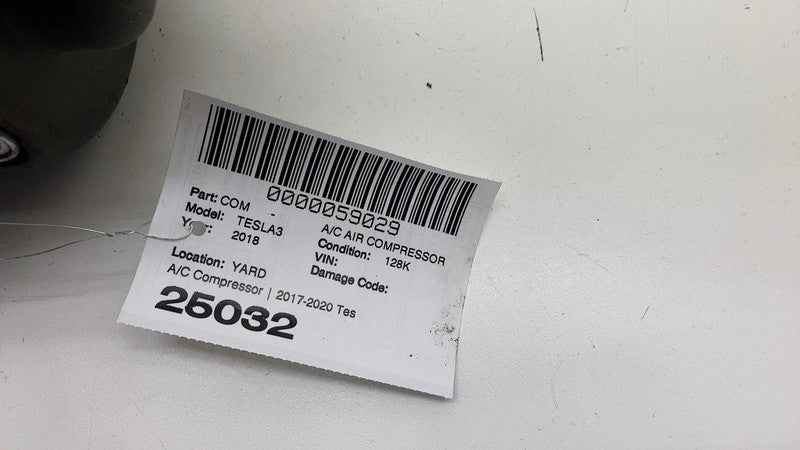 0000059029
Part: COM - A/C AIR COMPRESSOR
Model: TESLA3 Condition: 128K
2018 VIN:
Damage Code:
Location: YARD
A/C Compressor | 2017-2020 Tes
25032